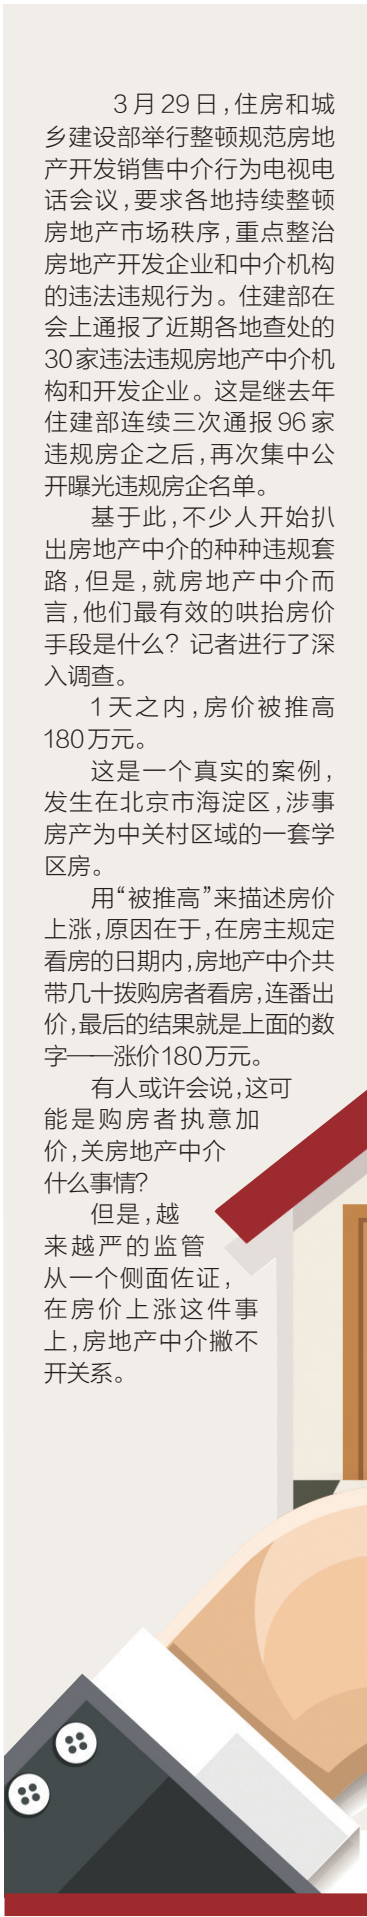 3月29日,住房和城
乡建设部举行整顿规范房地
产开发销售中介行为电视电
话会议,要求各地持续整顿
房地产市场秩序,重点整治
房地产开发企业和中介机构
的违法违规行为。住建部在
会上通报了近期各地查处的
30家违法违规房地产中介机
构和开发企业。这是继去年
住建部连续三次通报96家
违规房企之后,再次集中公
开曝光违规房企名单。
基于此,不少人开始扒
出房地产中介的种种违规套
路,但是,就房地产中介而
言,他们最有效的哄抬房价
手段是什么？记者进行了深
入调查。
1天之内,房价被推高
180万元。
这是一个真实的案例,
发生在北京市海淀区,涉事
房产为中关村区域的一套学
区房。
用“被推高”来描述房价
上涨,原因在于,在房主规定
看房的日期内,房地产中介共
带几十拨购房者看房,连番出
价,最后的结果就是上面的数
字——涨价180万元。
有人或许会说,这可
能是购房者执意加
价,关房地产中介
什么事情?
但是,越
来越严的监管
从一个侧面佐证,
在房价上涨这件事
上,房地产中介撇不
开关系。